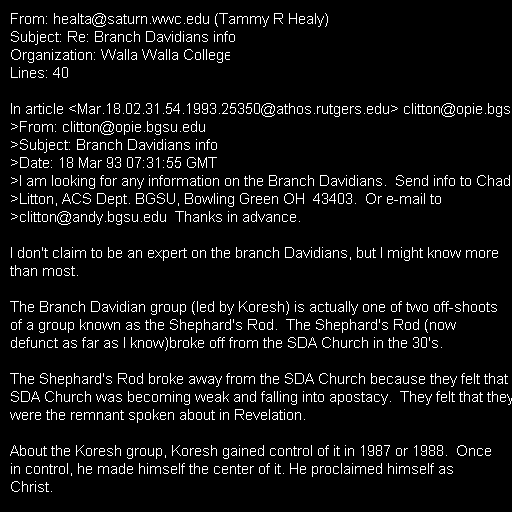 From: healta@saturn.wwc.edu (Tammy R Healy)
Subject: Re: Branch Davidians info
Organization: Walla Walla College
Lines: 40
In article <Mar.18.02.31.54.1993.25350@athos.rutgers.edu> clitton@opie.bgs
>From: clitton@opie.bgsu.edu
>Subject: Branch Davidians info
>Date: 18 Mar 93 07:31:55 GMT
>I am looking for any information on the Branch Davidians.  Send info to Chad
>Litton, ACS Dept. BGSU, Bowling Green OH  43403.  Or e-mail to
>clitton@andy.bgsu.edu  Thanks in advance.
I don't claim to be an expert on the branch Davidians, but I might know more
than most.
The Branch Davidian group (led by Koresh) is actually one of two off-shoots
of a group known as the Shephard's Rod.  The Shephard's Rod (now
defunct as far as I know)broke off from the SDA Church in the 30's.
The Shephard's Rod broke away from the SDA Church because they felt that
SDA Church was becoming weak and falling into apostacy.  They felt that they
were the remnant spoken about in Revelation.
About the Koresh group, Koresh gained control of it in 1987 or 1988.  Once
in control, he made himself the center of it. He proclaimed himself as
Christ.